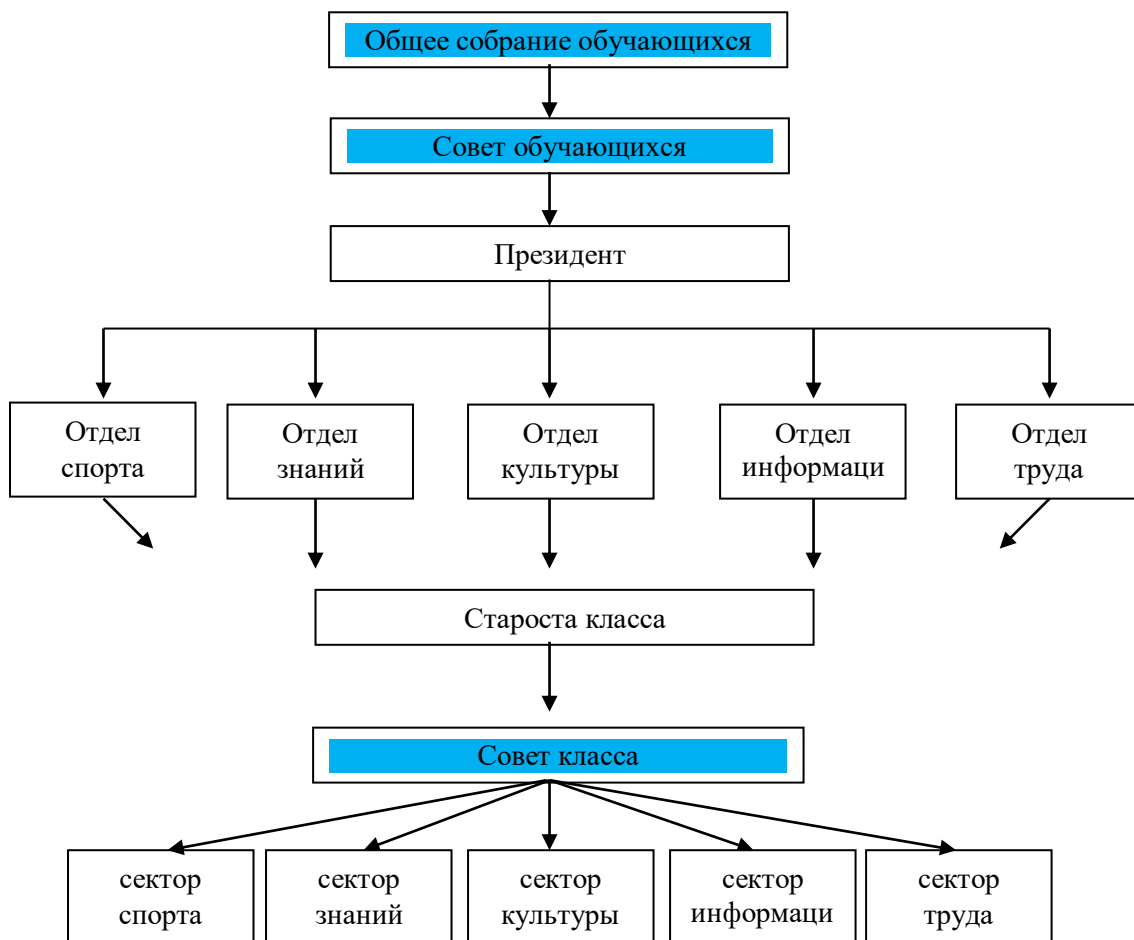 Общее собрание обучающихся
Совет обучающихся
Президент
Отдел
спорта
Отдел
знаний
Отдел
культуры
Отдел
информаци
Отдел
труда
Староста класса
Совет класса
сектор
спорта
сектор
знаний
сектор
культуры
сектор
информаци
сектор
труда